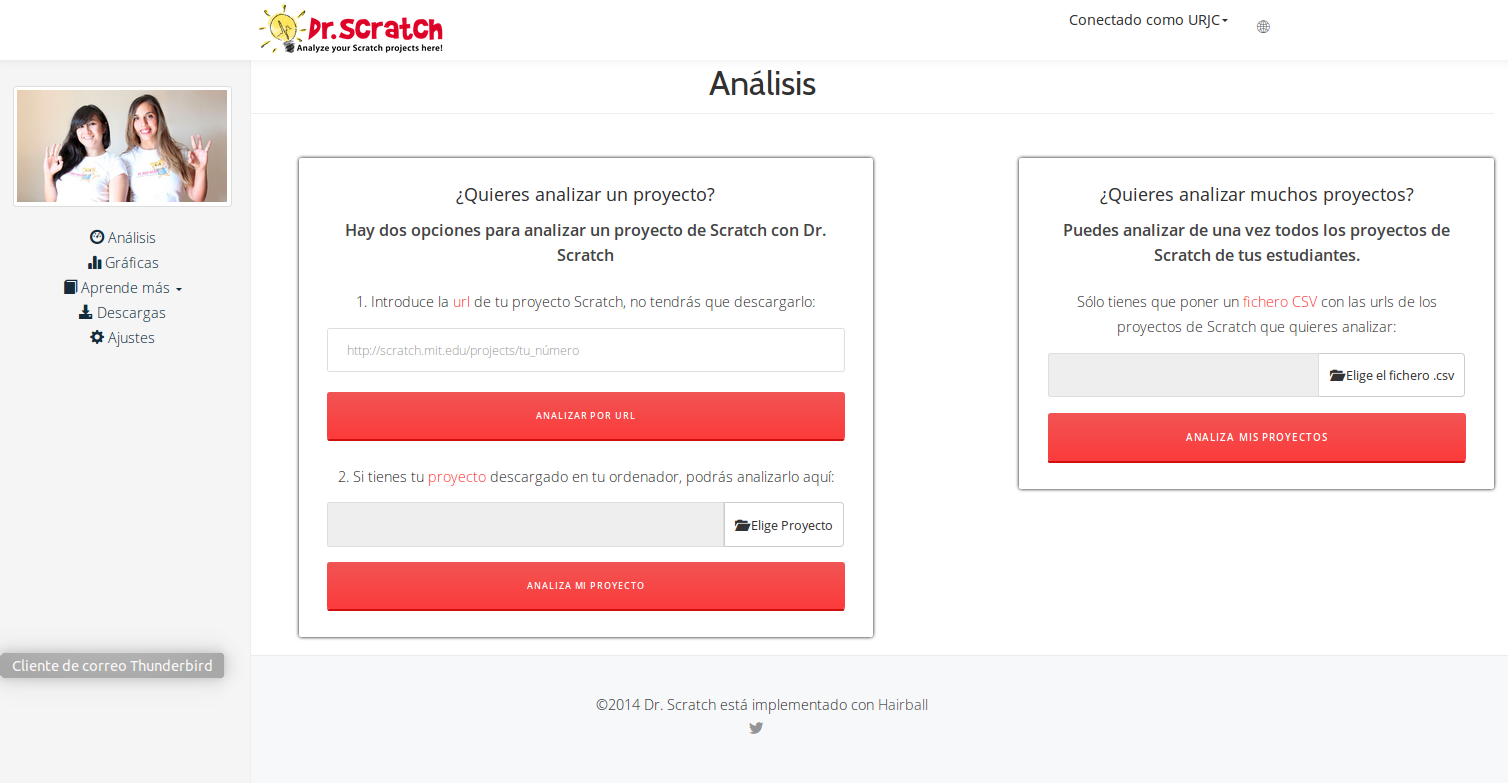 Dr.Scratch
Analyze your Scratch projects here!
Conectado como URJC
Análisis
Gráficas
Aprende más
Descargas
Ajustes
Cliente de correo Thunderbird
Análisis
¿Quieres analizar un proyecto?
Hay dos opciones para analizar un proyecto de Scratch con Dr.
Scratch
1. Introduce la url de tu proyecto Scratch, no tendrás que descargarlo:
http://scratch.mit.edu/projects/tu_número
ANALIZAR POR URL
2. Si tienes tu proyecto descargado en tu ordenador, podrás analizarlo aquí:
Elige Proyecto
ANALIZA MI PROYECTO
¿Quieres analizar muchos proyectos?
Puedes analizar de una vez todos los proyectos de
Scratch de tus estudiantes.
Sólo tienes que poner un fichero CSV con las urls de los
proyectos de Scratch que quieres analizar:
Elige el fichero .csv
ANALIZA MIS PROYECTOS
©2014 Dr. Scratch está implementado con Hairball